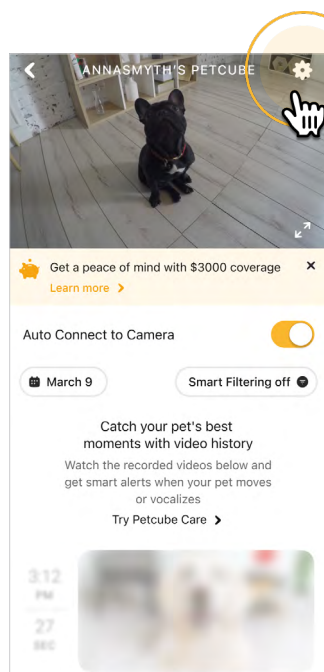 ANNASMYTH'S PETCUBE
Get a peace of mind with $3000 coverage
Learn more
Auto Connect to Camera
March 9
Smart Filtering off
Catch your pet's best
moments with video history
Watch the recorded videos below and
get smart alerts when your pet moves
or vocalizes
Try Petcube Care
3:12
PM
27
SEC